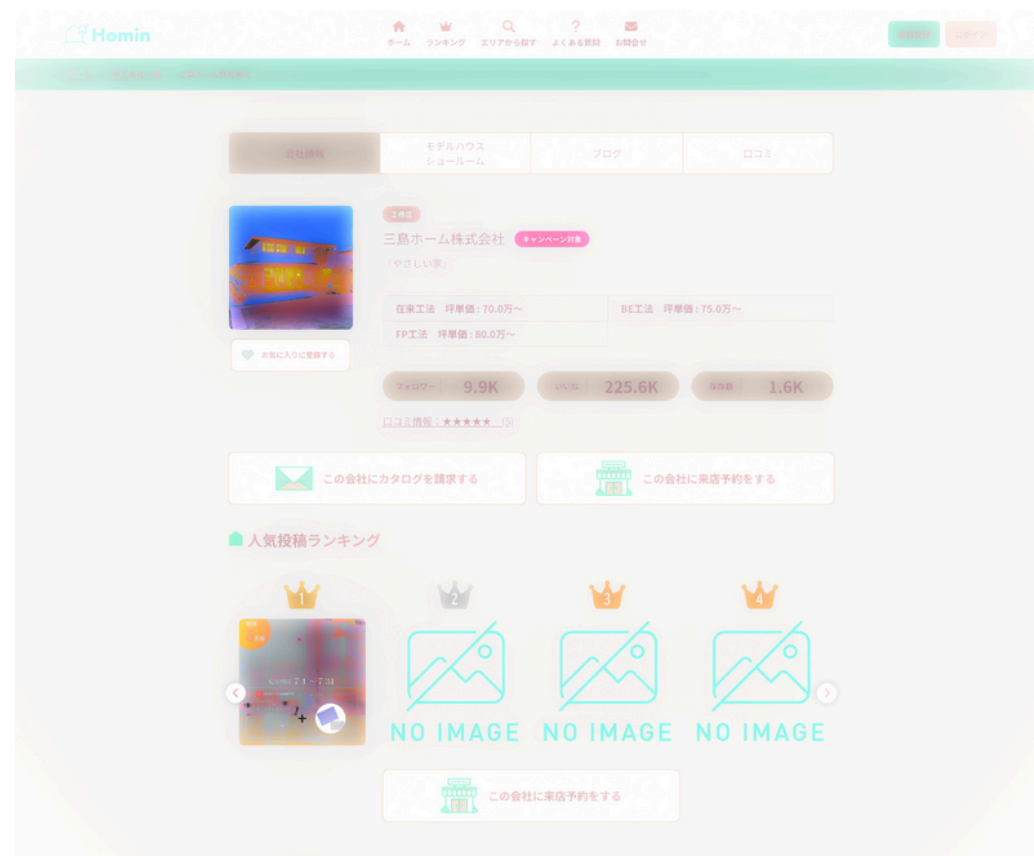 Homin
ホーム ランキング エリアから探す よくある質問 お問合せ
ログイン
会社情報
モデルハウス
ショールーム
ブログ
口コミ
工務店
三島ホーム株式会社
キャンペーン対象
「やさしい家」
在来工法 坪単価 : 70.0万～
BE工法 坪単価 : 75.0万～
FP工法 坪単価 : 80.0万～
お気に入りに登録する
フォロワー 9.9K
いいね 225.6K
保存数 1.6K
口コミ情報：★★★★★ (5)
この会社にカタログを請求する
この会社に来店予約をする
人気投稿ランキング
1
2
3
4
7.1 ~ 7.31
NO IMAGE
NO IMAGE
NO IMAGE
この会社に来店予約をする